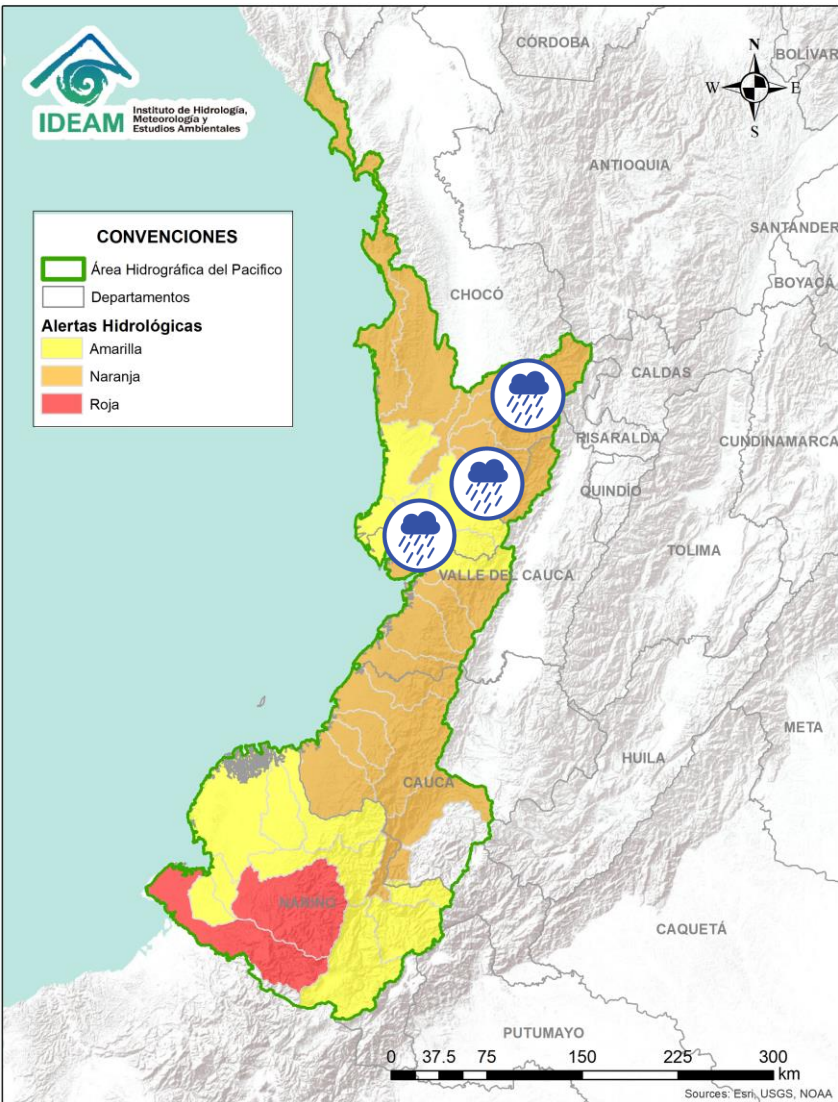 IDEAM
Instituto de Hidrología,
Meteorología y
Estudios Ambientales
CÓRDOBA
BOLÍVAR
N
W
E
S
ANTIOQUIA
SANTANDER
BOYACÁ
CHOCÓ
CALDAS
RISARALDA
CUNDINAMARCA
QUINDÍO
TOLIMA
VALLE DEL CAUCA
META
HUILA
CAUCA
NARIÑO
CAQUETÁ
PUTUMAYO
CONVENCIONES
Área Hidrográfica del Pacifico
Departamentos
Alertas Hidrológicas
Amarilla
Naranja
Roja
0 37.5 75 150 225 300
km
Sources: Esri, USGS, NOAA